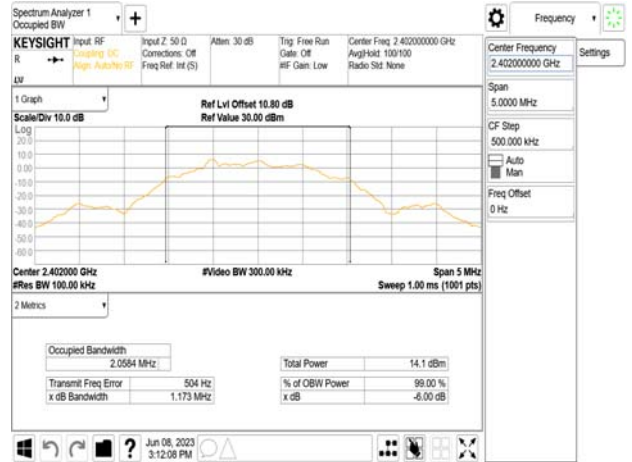 Spectrum Analyzer 1
Occupied BW
Frequency
KEYSIGHT
Input: RF
Coupling: DC
Align: Auto/No RF
Input Z: 50 Ω
Corrections: Off
Freq Ref: Int (S)
Atten: 30 dB
Trig: Free Run
Gate: Off
#IF Gain: Low
Center Freq: 2.402000000 GHz
Avg|Hold: 100/100
Radio Std: None
R
LXI
Center Frequency
2.402000000 GHz
Settings
Span
5.0000 MHz
CF Step
500.000 kHz
Auto
Man
Freq Offset
0 Hz
1 Graph
Scale/Div 10.0 dB
Ref Lvl Offset 10.80 dB
Ref Value 30.00 dBm
Log
20.0
10.0
0.00
-10.0
-20.0
-30.0
-40.0
-50.0
-60.0
Center 2.402000 GHz
#Res BW 100.00 kHz
#Video BW 300.00 kHz
Span 5 MHz
Sweep 1.00 ms (1001 pts)
2 Metrics
Occupied Bandwidth
2.0584 MHz
Total Power 14.1 dBm
Transmit Freq Error 504 Hz
% of OBW Power 99.00 %
x dB Bandwidth 1.173 MHz
x dB -6.00 dB
Jun 08, 2023
3:12:08 PM